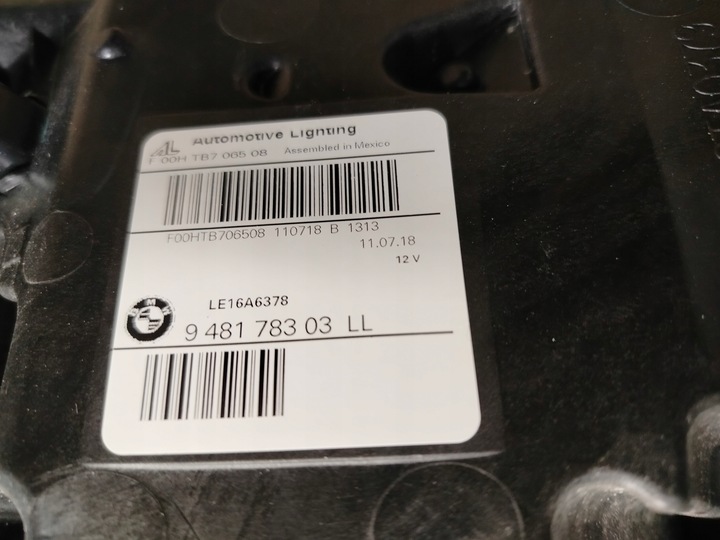 AL Automotive Lighting
F 00H TB7 065 08 Assembled in Mexico
F00HTB706508 110718 B 1313
11.07.18
12 V
LE16A6378
BMW
9 481 783 03 LL